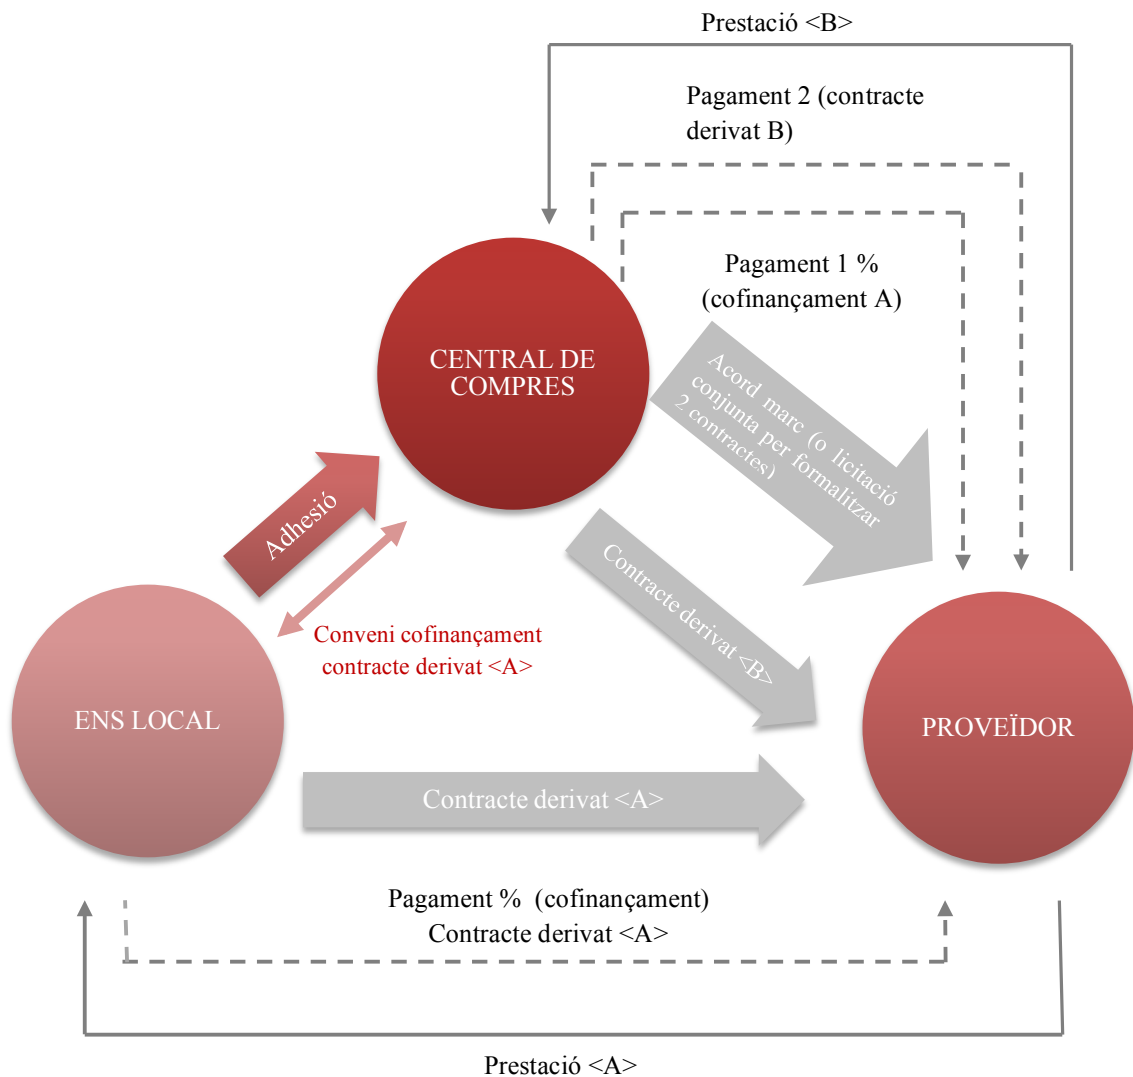 Prestació <B>
Pagament 2 (contracte
derivat B)
Pagament 1 %
(cofinançament A)
CENTRAL DE
COMPRES
Acord marc (o licitació
conjunta per formalitzar
2 contractes)
Adhesió
Contracte derivat <B>
Conveni cofinançament
contracte derivat <A>
ENS LOCAL
PROVEÏDOR
Contracte derivat <A>
Pagament % (cofinançament)
Contracte derivat <A>
Prestació <A>